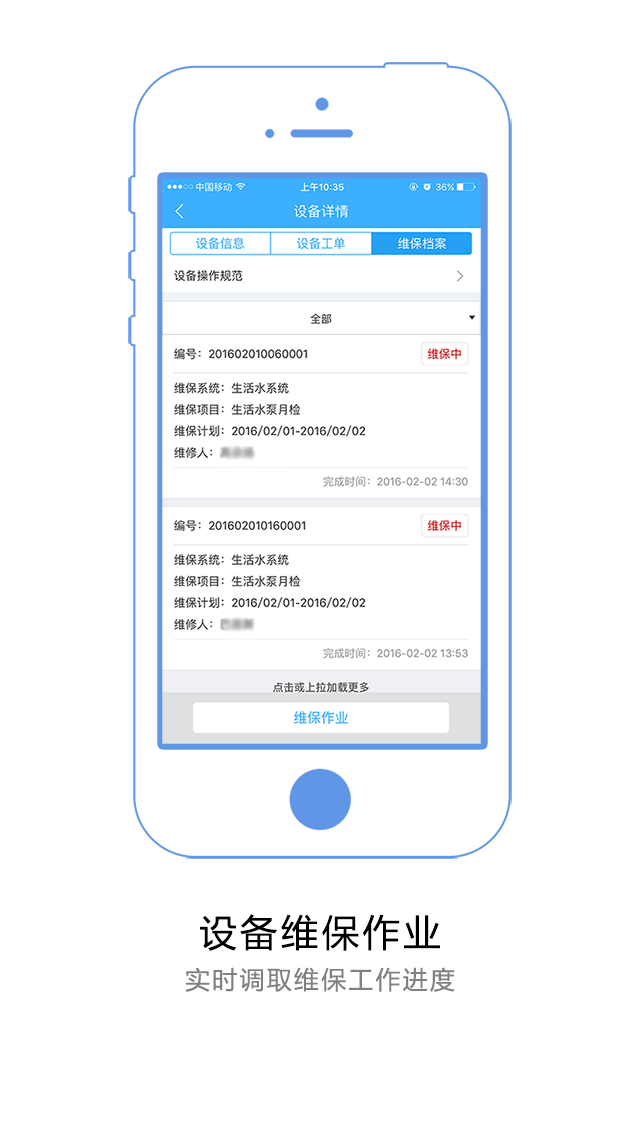 中国移动 上午10:35 36%
设备详情
设备信息 设备工单 维保档案
设备操作规范
全部
编号：201602010060001 维保中
维保系统：生活水系统
维保项目：生活水泵月检
维保计划：2016/02/01-2016/02/02
维修人：
完成时间：2016-02-02 14:30
编号：201602010160001 维保中
维保系统：生活水系统
维保项目：生活水泵月检
维保计划：2016/02/01-2016/02/02
维修人：
完成时间：2016-02-02 13:53
点击或上拉加载更多
维保作业
设备维保作业
实时调取维保工作进度